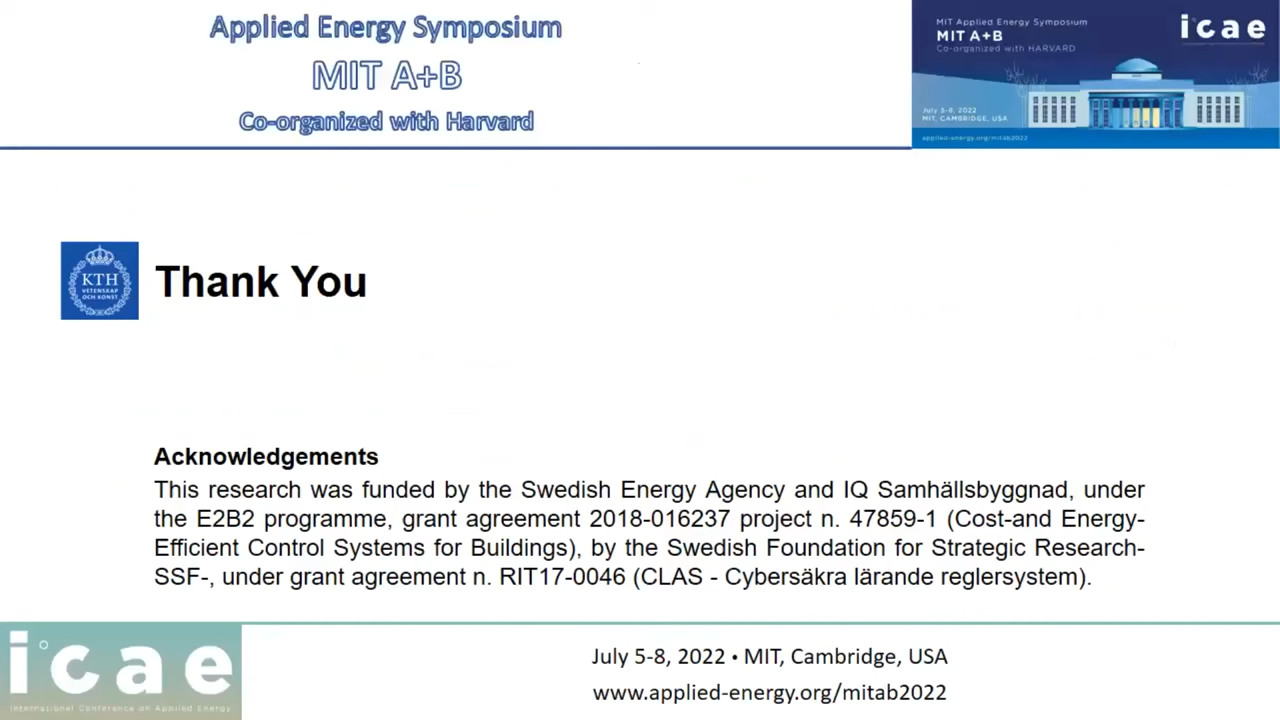 Applied Energy Symposium
MIT A+B
Co-organized with Harvard
MIT Applied Energy Symposium
MIT A+B
Co-organized with HARVARD
icae
July 5-8, 2022
MIT, CAMBRIDGE, USA
applied-energy.org/mitab2022
KTH
VETENSKAP
OCH KONST
Thank You
Acknowledgements
This research was funded by the Swedish Energy Agency and IQ Samhällsbyggnad, under
the E2B2 programme, grant agreement 2018-016237 project n. 47859-1 (Cost-and Energy-
Efficient Control Systems for Buildings), by the Swedish Foundation for Strategic Research-
SSF-, under grant agreement n. RIT17-0046 (CLAS - Cybersäkra lärande reglersystem).
icae
International Conference on Applied Energy
July 5-8, 2022 • MIT, Cambridge, USA
www.applied-energy.org/mitab2022